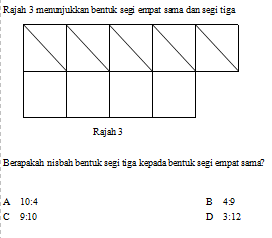 Rajah 3 menunjukkan bentuk segi empat sama dan segi tiga
Rajah 3
Berapakah nisbah bentuk segi tiga kepada bentuk segi empat sama?
A 10:4 B 4:9
C 9:10 D 3:12